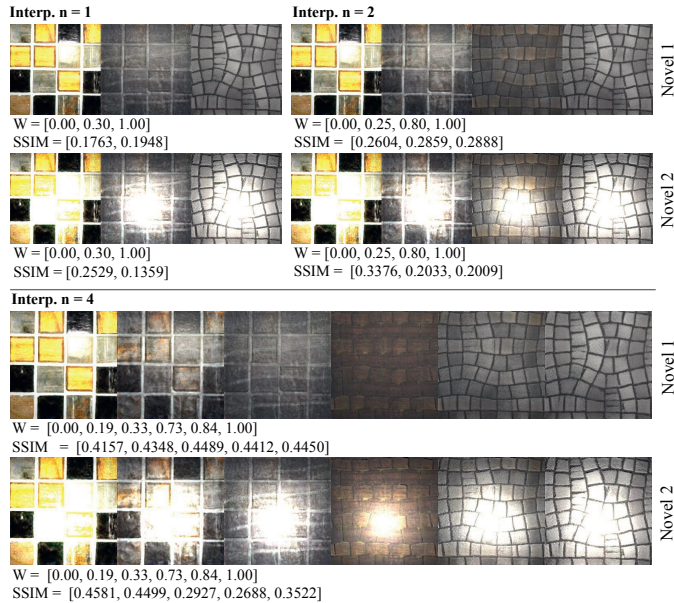 Interp. n = 1
Interp. n = 2
Novel 1
W = [0.00, 0.30, 1.00]
SSIM = [0.1763, 0.1948]
W = [0.00, 0.25, 0.80, 1.00]
SSIM = [0.2604, 0.2859, 0.2888]
Novel 2
W = [0.00, 0.30, 1.00]
SSIM = [0.2529, 0.1359]
W = [0.00, 0.25, 0.80, 1.00]
SSIM = [0.3376, 0.2033, 0.2009]
Interp. n = 4
Novel 1
W = [0.00, 0.19, 0.33, 0.73, 0.84, 1.00]
SSIM = [0.4157, 0.4348, 0.4489, 0.4412, 0.4450]
Novel 2
W = [0.00, 0.19, 0.33, 0.73, 0.84, 1.00]
SSIM = [0.4581, 0.4499, 0.2927, 0.2688, 0.3522]